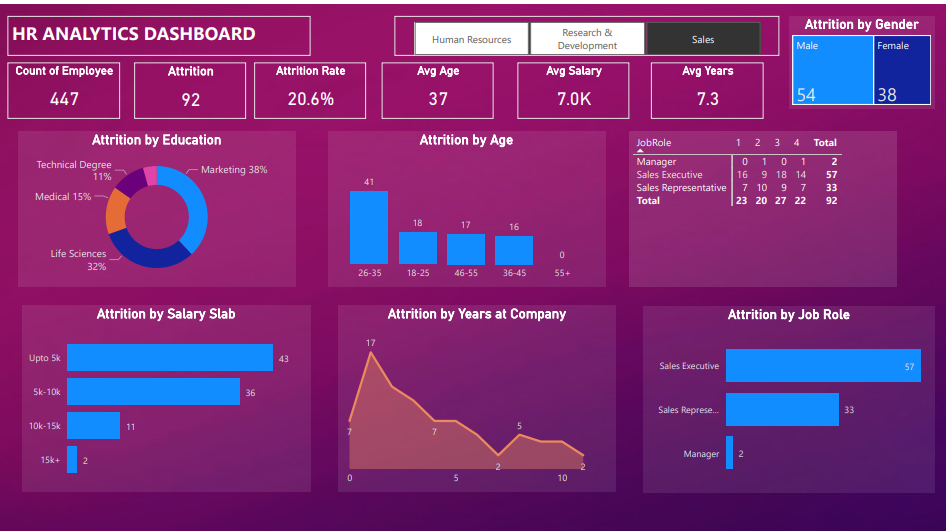 HR ANALYTICS DASHBOARD
Human Resources
Research &
Development
Sales
Attrition by Gender
Male
54
Female
38
Count of Employee
447
Attrition
92
Attrition Rate
20.6%
Avg Age
37
Avg Salary
7.0K
Avg Years
7.3
Attrition by Education
Technical Degree
11%
Marketing 38%
Medical 15%
Life Sciences
32%
Attrition by Age
41
18
17
16
0
26-35 18-25 46-55 36-45 55+
JobRole 1 2 3 4 Total
Manager 0 1 0 1 2
Sales Executive 16 9 18 14 57
Sales Representative 7 10 9 7 33
Total 23 20 27 22 92
Attrition by Salary Slab
Upto 5k 43
5k-10k 36
10k-15k 11
15k+ 2
Attrition by Years at Company
17
7
7
2
5
2
0 5 10
Attrition by Job Role
Sales Executive 57
Sales Represe... 33
Manager 2